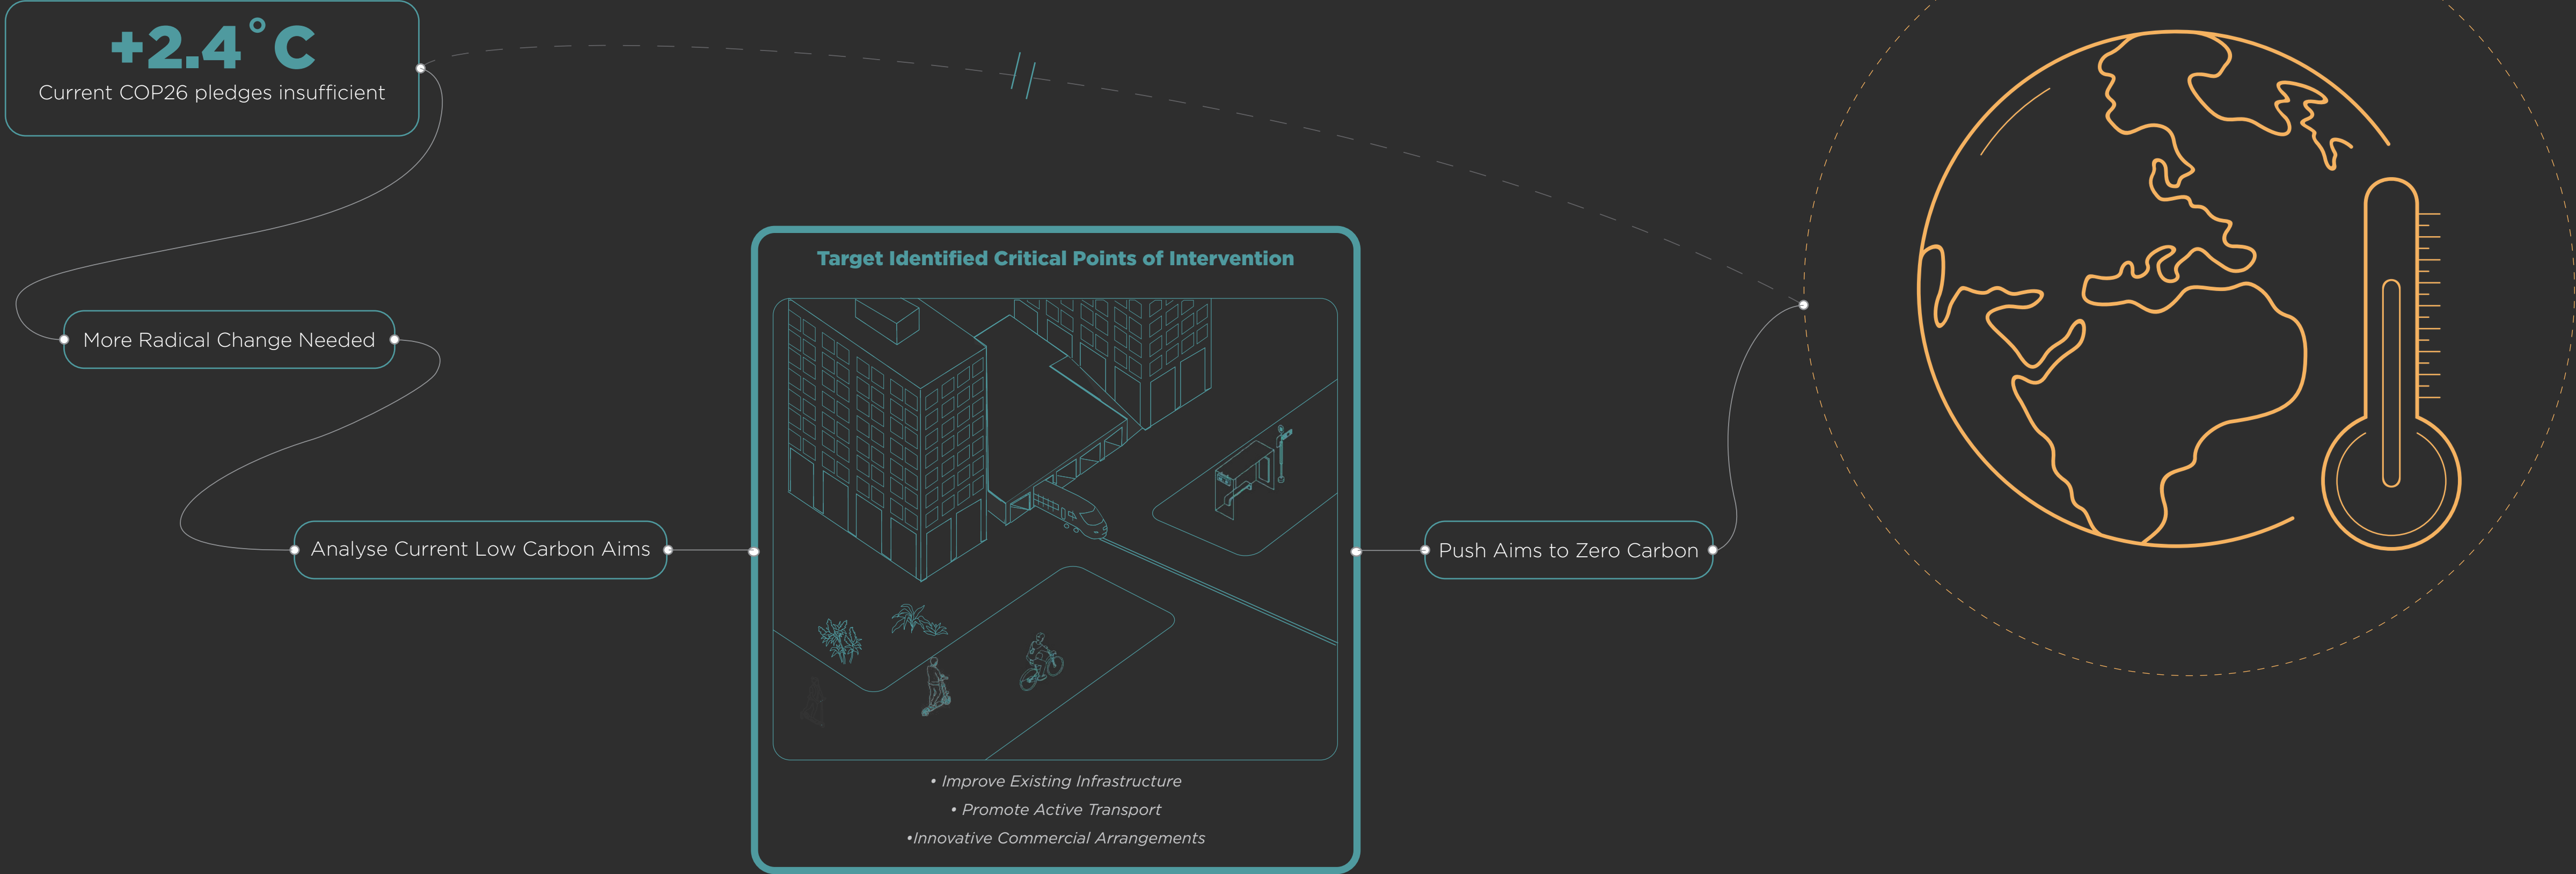 +2.4°C
Current COP26 pledges insufficient
More Radical Change Needed
Analyse Current Low Carbon Aims
Target Identified Critical Points of Intervention
• Improve Existing Infrastructure
• Promote Active Transport
•Innovative Commercial Arrangements
Push Aims to Zero Carbon